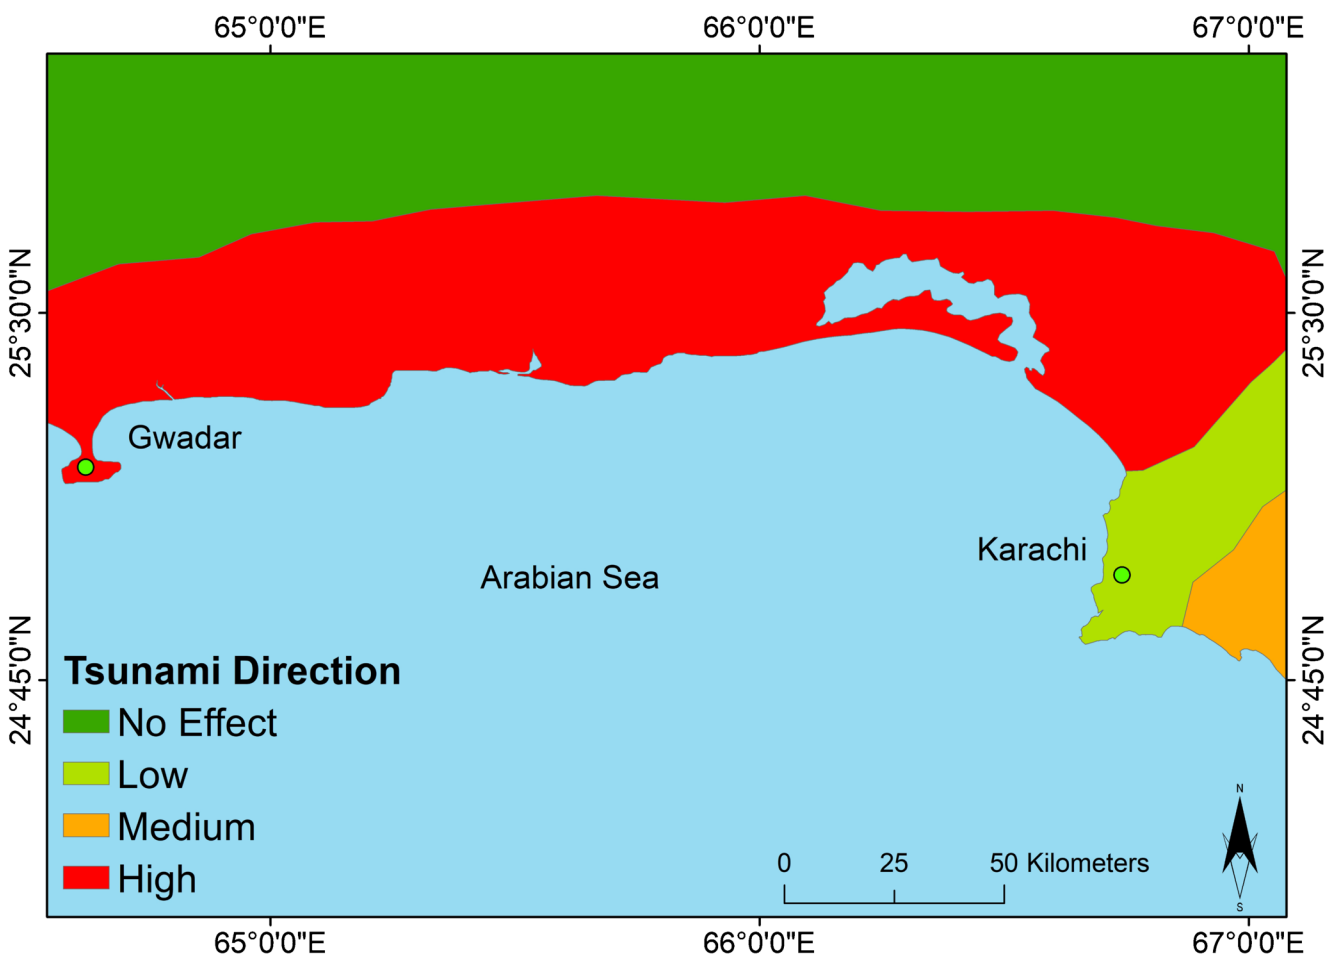 65°0'0"E 66°0'0"E 67°0'0"E
25°30'0"N 25°30'0"N
Gwadar
Karachi
Arabian Sea
24°45'0"N 24°45'0"N
Tsunami Direction
No Effect
Low
Medium
High
N
0 25 50 Kilometers
S
65°0'0"E 66°0'0"E 67°0'0"E